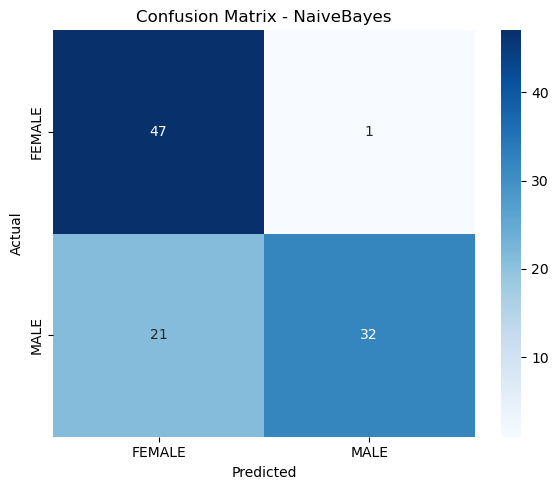 Confusion Matrix - NaiveBayes
FEMALE
47
1
40
30
Actual
20
MALE
21
32
10
FEMALE
MALE
Predicted